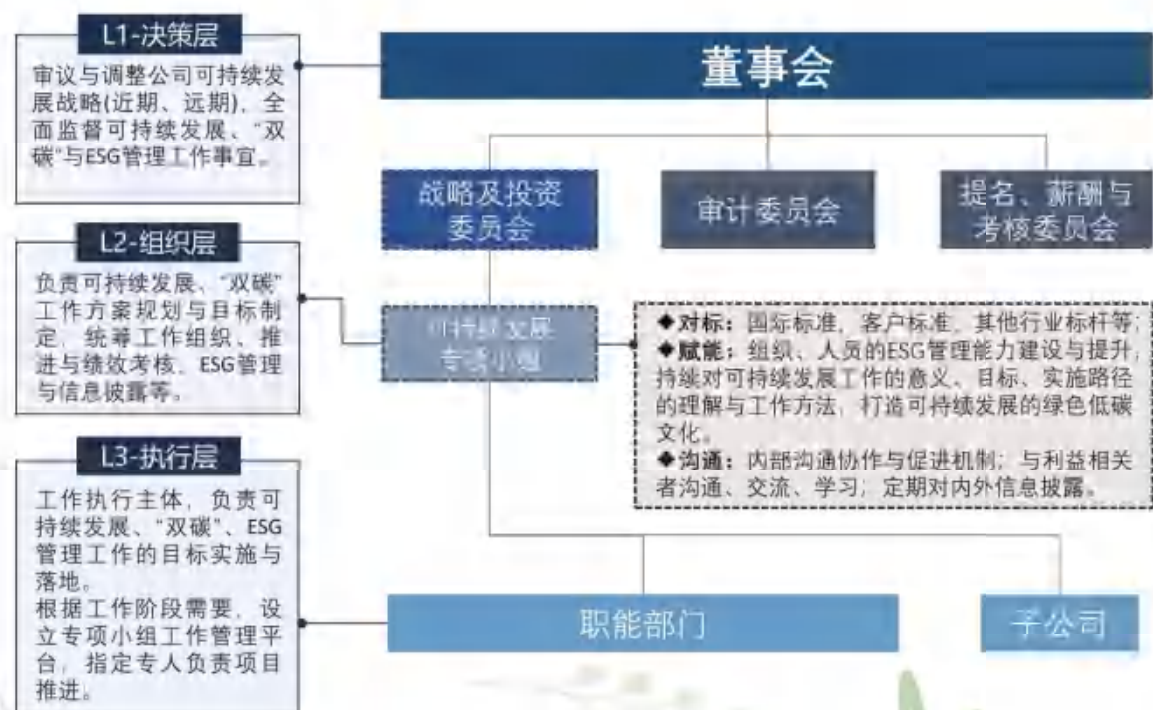 L1-决策层
审议与调整公司可持续发
展战略(近期、远期)，全
面监督可持续发展、“双
碳”与ESG管理工作事宜。
董事会
战略及投资
委员会
审计委员会
提名、薪酬与
考核委员会
L2-组织层
负责可持续发展、“双碳”
工作方案规划与目标制
定，统筹工作组织、推
进与绩效考核，ESG管理
与信息披露等。
可持续发展
专项小组
◆对标：国际标准，客户标准，其他行业标杆等；
◆赋能：组织、人员的ESG管理能力建设与提升，
持续对可持续发展工作的意义、目标、实施路径
的理解与工作方法，打造可持续发展的绿色低碳
文化。
◆沟通：内部沟通协作与促进机制；与利益相关
者沟通、交流、学习；定期对内外信息披露。
L3-执行层
工作执行主体，负责可
持续发展、“双碳”、ESG
管理工作的目标实施与
落地。
根据工作阶段需要，设
立专项小组工作管理平
台，指定专人负责项目
推进。
职能部门
子公司